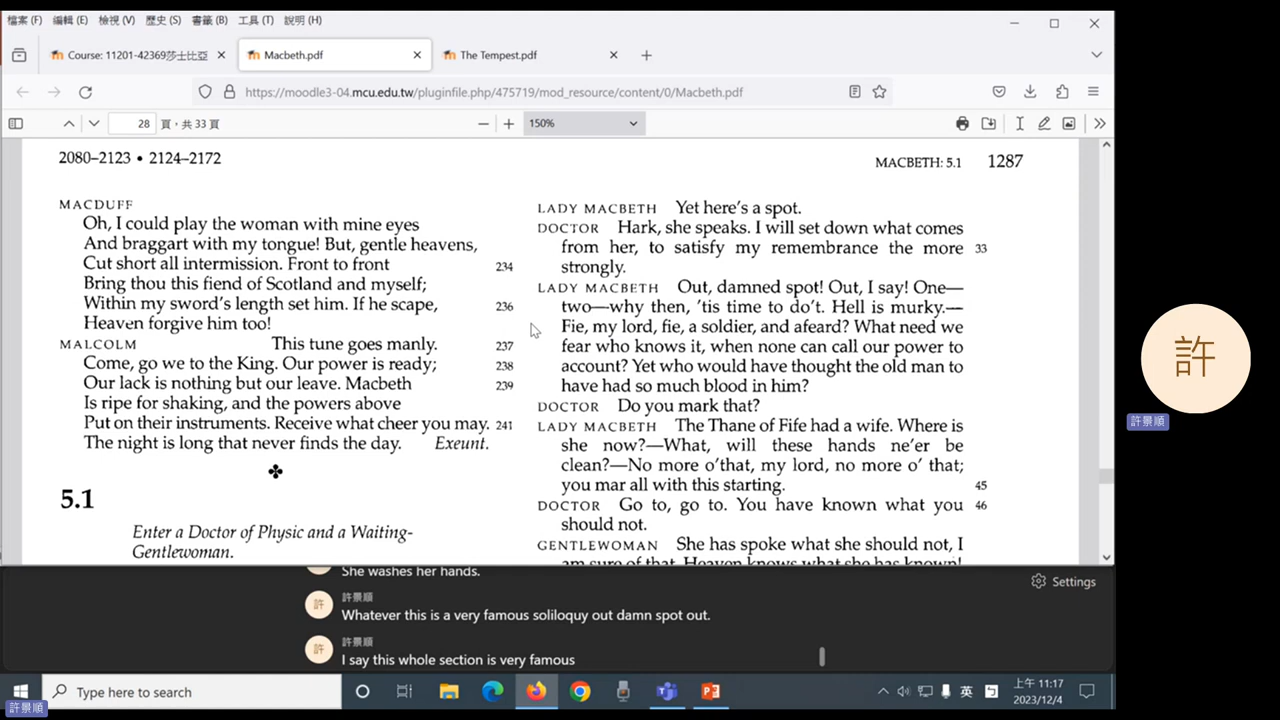 檔案 (F) 編輯 (E) 檢視 (V) 歷史 (S) 書籤 (B) 工具 (T) 說明 (H)
Course: 11201-42369莎士比亞
Macbeth.pdf
The Tempest.pdf
https://moodle3-04.mcu.edu.tw/pluginfile.php/475719/mod_resource/content/0/Macbeth.pdf
28 頁，共 33 頁
150%
2080–2123 • 2124–2172
MACBETH: 5.1 1287
MACDUFF
Oh, I could play the woman with mine eyes
And braggart with my tongue! But, gentle heavens,
Cut short all intermission. Front to front 234
Bring thou this fiend of Scotland and myself;
Within my sword's length set him. If he scape, 236
Heaven forgive him too!
MALCOLM This tune goes manly. 237
Come, go we to the King. Our power is ready; 238
Our lack is nothing but our leave. Macbeth 239
Is ripe for shaking, and the powers above
Put on their instruments. Receive what cheer you may. 241
The night is long that never finds the day. Exeunt.
5.1
Enter a Doctor of Physic and a Waiting-
Gentlewoman.
LADY MACBETH Yet here's a spot.
DOCTOR Hark, she speaks. I will set down what comes
from her, to satisfy my remembrance the more 33
strongly.
LADY MACBETH Out, damned spot! Out, I say! One—
two—why then, 'tis time to do't. Hell is murky.—
Fie, my lord, fie, a soldier, and afeard? What need we
fear who knows it, when none can call our power to
account? Yet who would have thought the old man to
have had so much blood in him?
DOCTOR Do you mark that?
LADY MACBETH The Thane of Fife had a wife. Where is
she now?—What, will these hands ne'er be
clean?—No more o'that, my lord, no more o' that;
you mar all with this starting. 45
DOCTOR Go to, go to. You have known what you 46
should not.
GENTLEWOMAN She has spoke what she should not, I
am sure of that. Heaven knows what she has known!
She washes her hands.
許景順
許
Whatever this is a very famous soliloquy out damn spot out.
許景順
許
I say this whole section is very famous
Settings
許
許景順
Type here to search
英
上午 11:17
2023/12/4
許景順